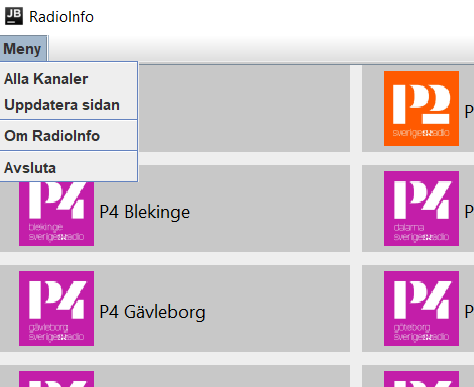 JB RadioInfo
Meny
Alla Kanaler
Uppdatera sidan
Om RadioInfo
Avsluta
P2
sveriges radio
P
P4
blekinge
sveriges radio
P4 Blekinge
P4
dalarna
sveriges radio
P
P4
gävleborg
sveriges radio
P4 Gävleborg
P4
göteborg
sveriges radio
P